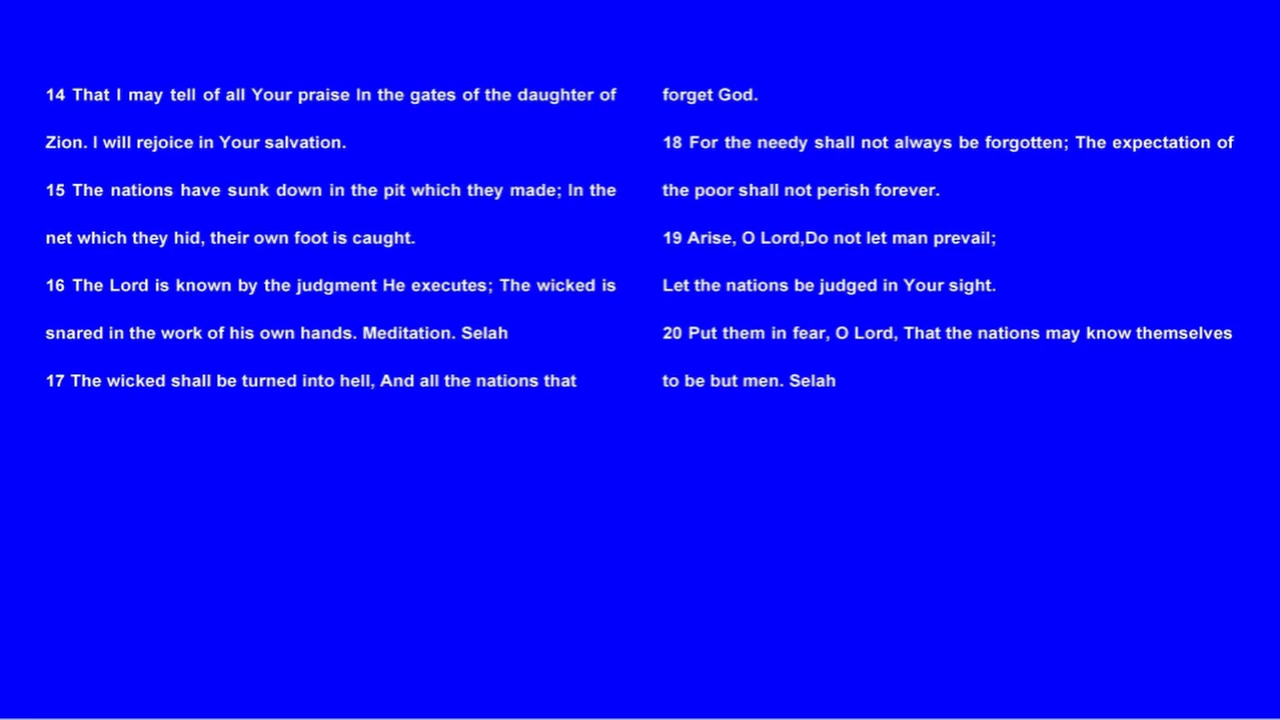 14 That I may tell of all Your praise In the gates of the daughter of
Zion. I will rejoice in Your salvation.
15 The nations have sunk down in the pit which they made; In the
net which they hid, their own foot is caught.
16 The Lord is known by the judgment He executes; The wicked is
snared in the work of his own hands. Meditation. Selah
17 The wicked shall be turned into hell, And all the nations that
forget God.
18 For the needy shall not always be forgotten; The expectation of
the poor shall not perish forever.
19 Arise, O Lord,Do not let man prevail;
Let the nations be judged in Your sight.
20 Put them in fear, O Lord, That the nations may know themselves
to be but men. Selah